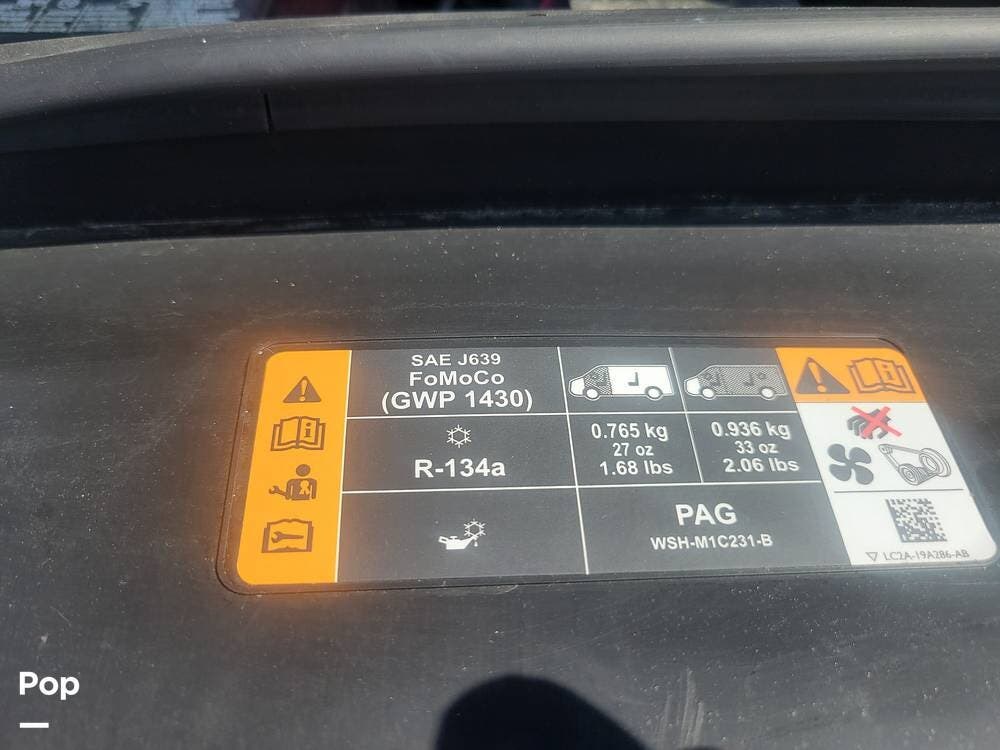 SAE J639
FoMoCo
(GWP 1430)
R-134a
0.765 kg
27 oz
1.68 lbs
0.936 kg
33 oz
2.06 lbs
PAG
WSH-M1C231-B
LC2A-19A286-AB
Pop